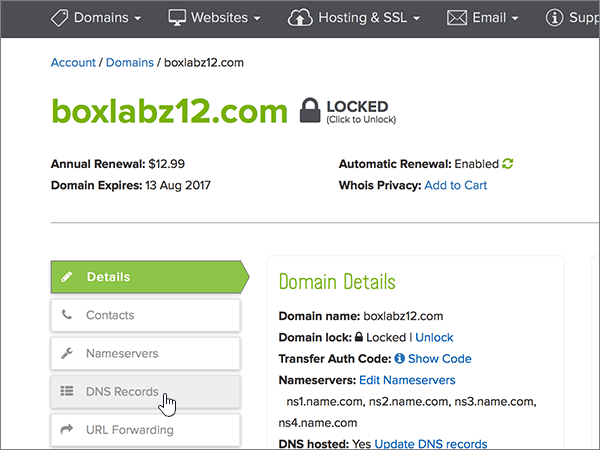 Domains Websites Hosting & SSL Email Supp
Account / Domains / boxlabz12.com
boxlabz12.com LOCKED
(Click to Unlock)
Annual Renewal: $12.99 Automatic Renewal: Enabled
Domain Expires: 13 Aug 2017 Whois Privacy: Add to Cart
Details
Contacts
Nameservers
DNS Records
URL Forwarding
Domain Details
Domain name: boxlabz12.com
Domain lock: Locked | Unlock
Transfer Auth Code: Show Code
Nameservers: Edit Nameservers
ns1.name.com, ns2.name.com, ns3.name.com,
ns4.name.com
DNS hosted: Yes Update DNS records